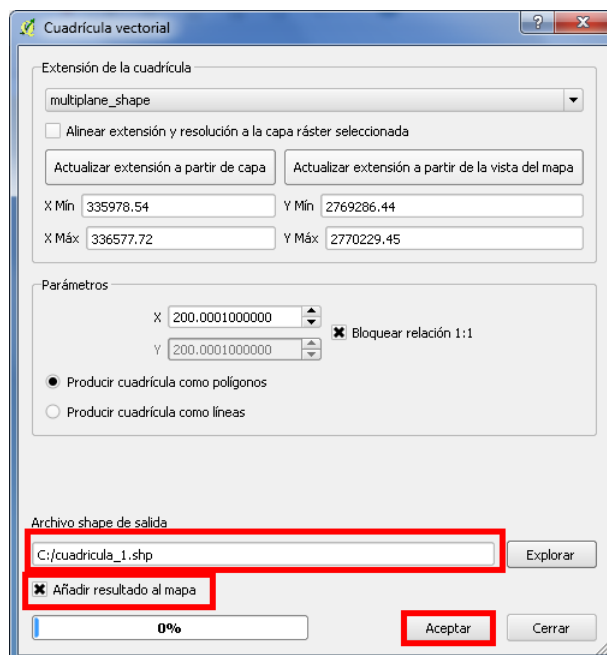 Cuadrícula vectorial
Extensión de la cuadrícula
multiplane_shape
Alinear extensión y resolución a la capa ráster seleccionada
Actualizar extensión a partir de capa
Actualizar extensión a partir de la vista del mapa
X Mín 335978.54 Y Mín 2769286.44
X Máx 336577.72 Y Máx 2770229.45
Parámetros
X 200.0001000000
Y 200.0001000000
Bloquear relación 1:1
Producir cuadrícula como polígonos
Producir cuadrícula como líneas
Archivo shape de salida
C:/cuadricula_1.shp Explorar
Añadir resultado al mapa
0% Aceptar Cerrar